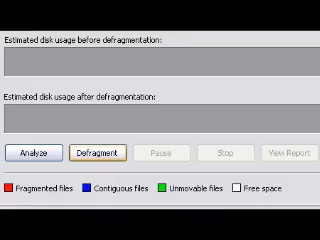 Estimated disk usage before defragmentation:
Estimated disk usage after defragmentation:
Analyze Defragment Pause Stop View Report
Fragmented files Contiguous files Unmovable files Free space